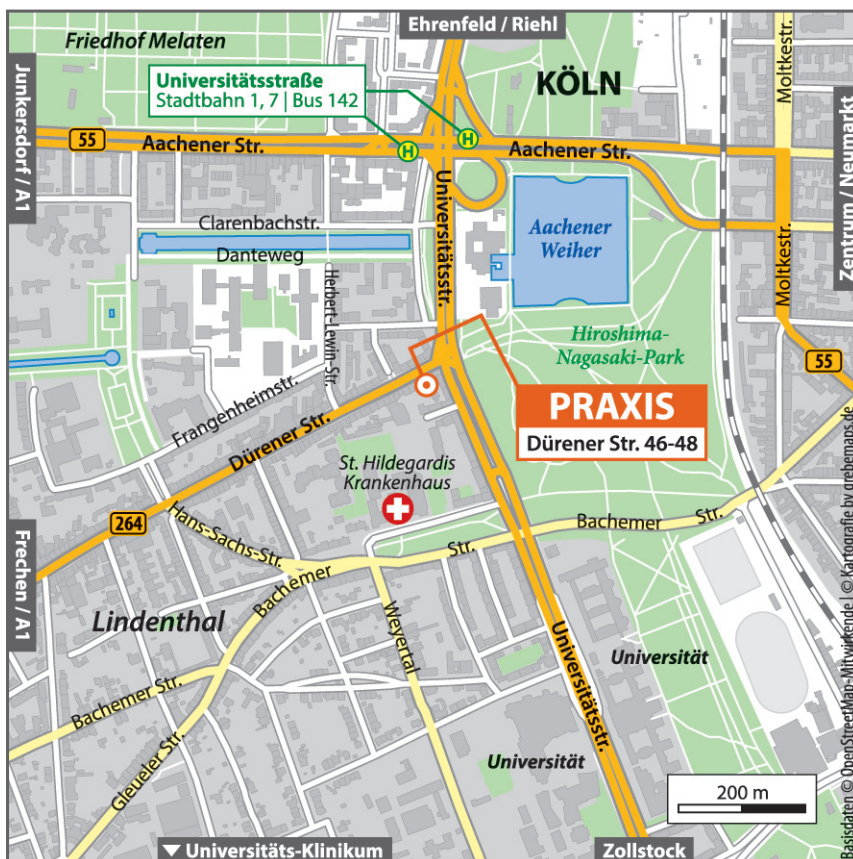 Ehrenfeld / Riehl
Friedhof Melaten
Junkersdorf / A1
Universitätsstraße
Stadtbahn 1, 7 | Bus 142
KÖLN
Moltkestr.
Zentrum / Neumarkt
55
Aachener Str.
H
H
Aachener Str.
Universitätsstr.
Clarenbachstr.
Danteweg
Aachener
Weiher
Moltkestr.
Herbert-Lewin-Str.
Hiroshima-
Nagasaki-Park
55
Frangenheimstr.
PRAXIS
Dürener Str. 46-48
Dürener Str.
St. Hildegardis
Krankenhaus
264
Hans-Sachs-Str.
Bachemer Str.
Frechen / A1
Bachemer Str.
Lindenthal
Weyertal
Universitätsstr.
Universität
Bachemer Str.
Gleueler Str.
Universität
200 m
Universitäts-Klinikum
Zollstock
Basisdaten © OpenStreetMap-Mitwirkende | © Kartografie by grebemaps.de